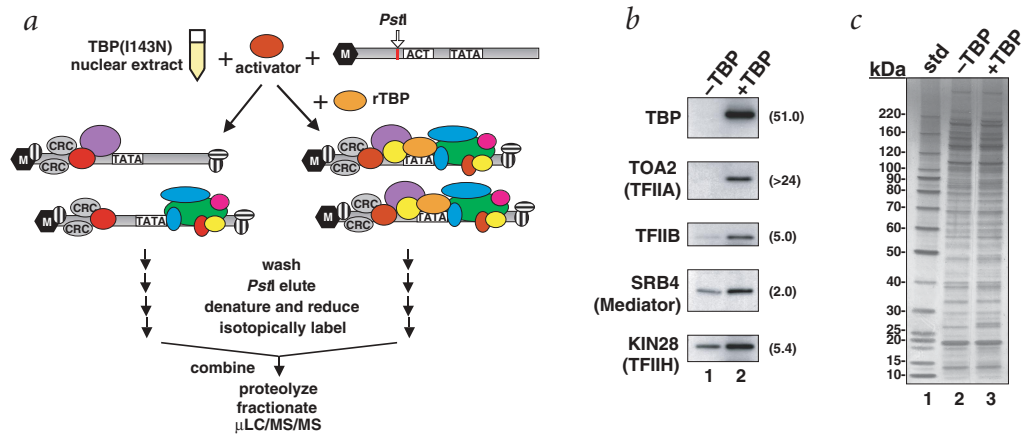 a
TBP(I143N)
nuclear extract
+
activator
+
PstI
M
ACT
TATA
+ rTBP
CRC
M
CRC
TATA
CRC
M
CRC
TATA
CRC
M
CRC
TATA
CRC
M
CRC
TATA
wash
PstI elute
denature and reduce
isotopically label
combine
proteolyze
fractionate
µLC/MS/MS
b
–TBP
+TBP
TBP
(51.0)
TOA2
(TFIIA)
(>24)
TFIIB
(5.0)
SRB4
(Mediator)
(2.0)
KIN28
(TFIIH)
(5.4)
1 2
c
kDa
std
–TBP
+TBP
220-
160-
120-
100-
90-
80-
70-
60-
50-
40-
30-
25-
20-
15-
10-
1 2 3